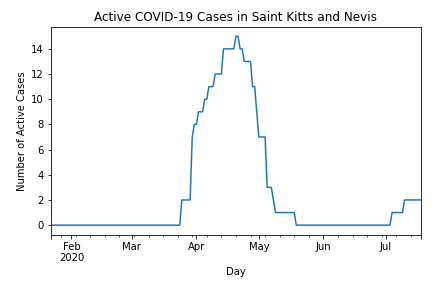 Active COVID-19 Cases in Saint Kitts and Nevis
Number of Active Cases
14
12
10
8
6
4
2
0
Feb
2020
Mar
Apr
May
Jun
Jul
Day